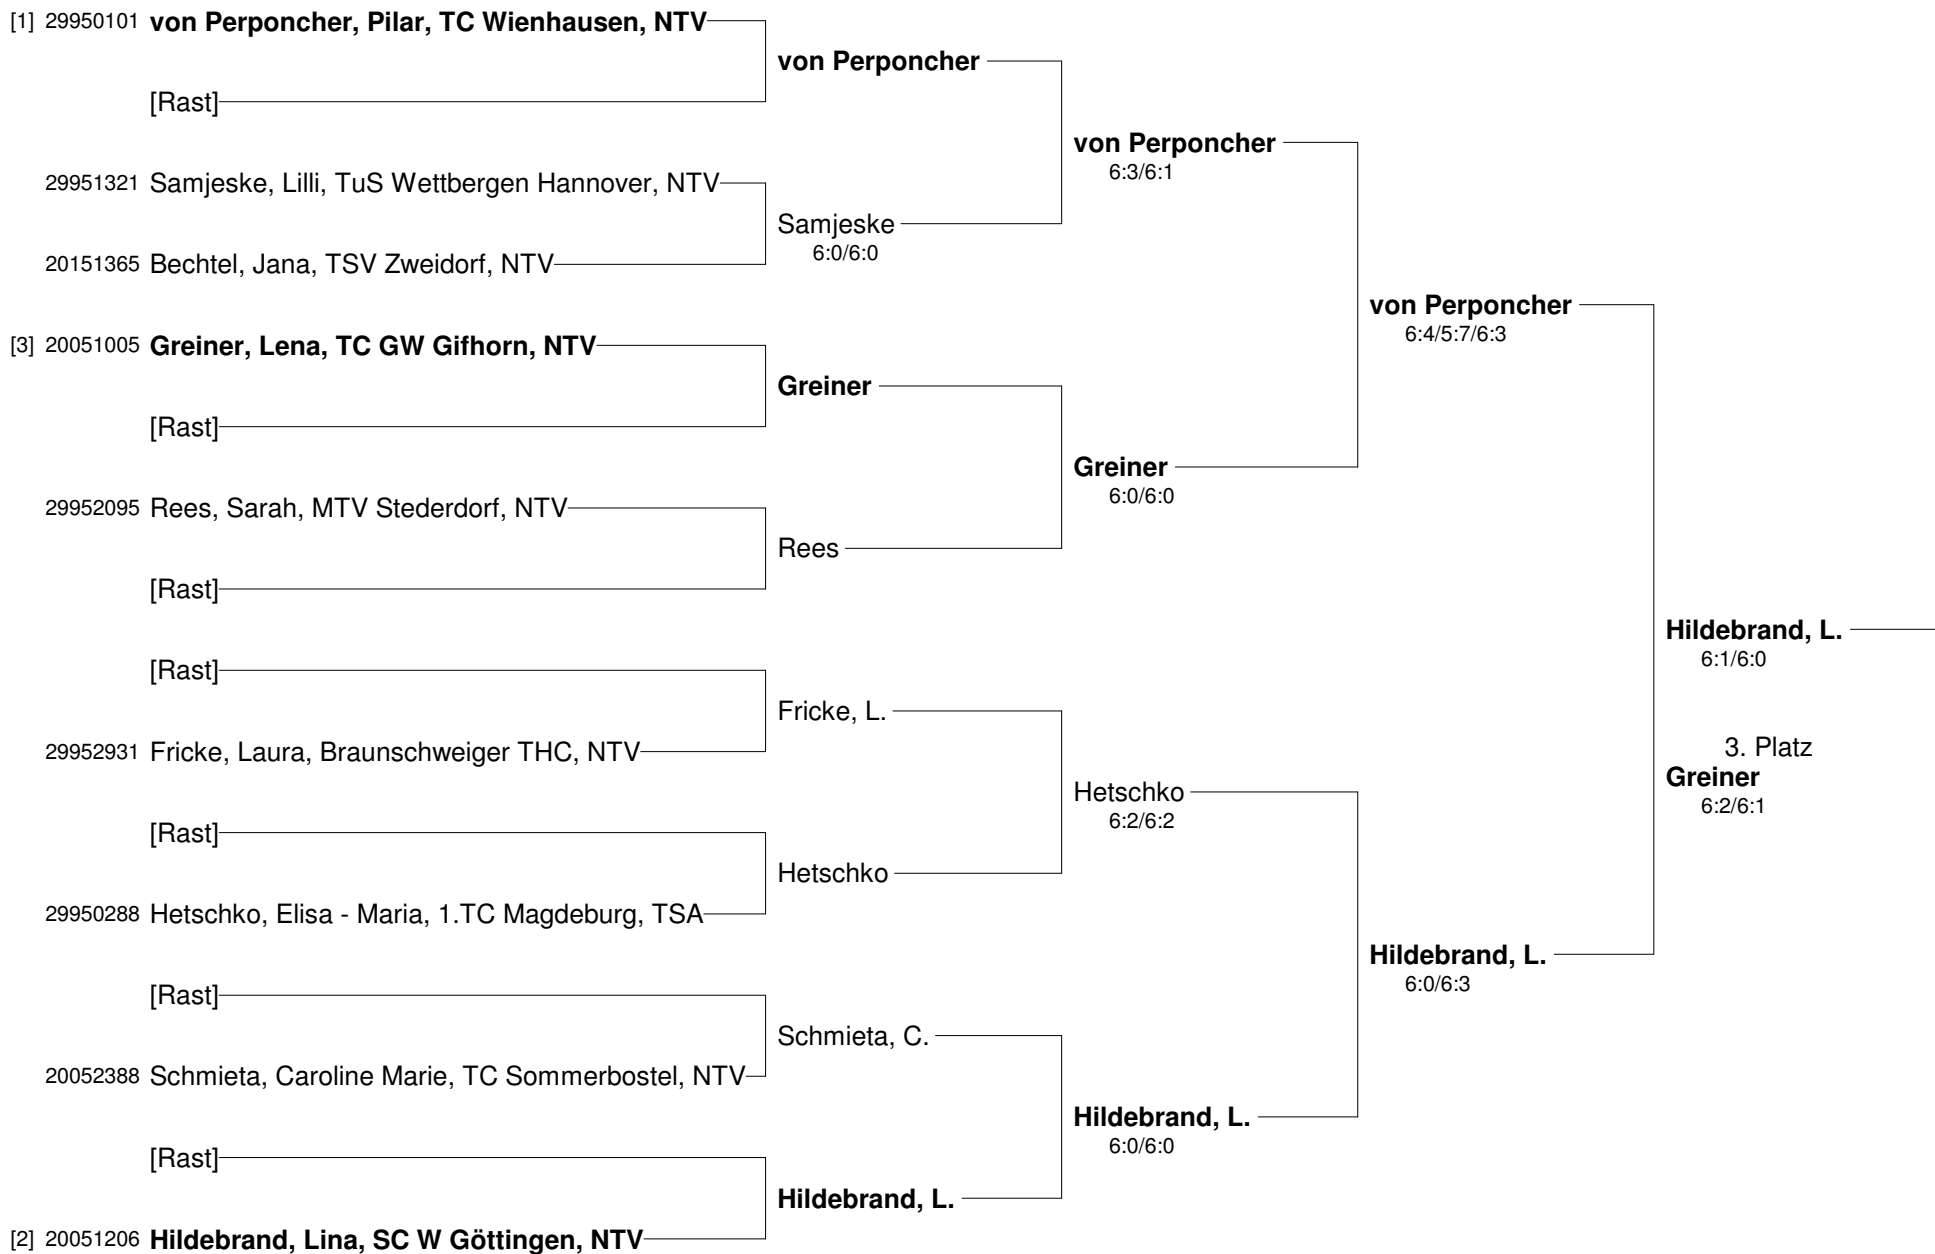 [1] 29950101 von Perponcher, Pilar, TC Wienhausen, NTV
von Perponcher
[Rast]
von Perponcher
6:3/6:1
29951321 Samjeske, Lilli, TuS Wettbergen Hannover, NTV
Samjeske
6:0/6:0
20151365 Bechtel, Jana, TSV Zweidorf, NTV
von Perponcher
6:4/5:7/6:3
[3] 20051005 Greiner, Lena, TC GW Gifhorn, NTV
Greiner
[Rast]
Greiner
6:0/6:0
29952095 Rees, Sarah, MTV Stederdorf, NTV
Rees
[Rast]
Hildebrand, L.
6:1/6:0
[Rast]
Fricke, L.
29952931 Fricke, Laura, Braunschweiger THC, NTV
3. Platz
Greiner
6:2/6:1
Hetschko
6:2/6:2
[Rast]
Hetschko
29950288 Hetschko, Elisa - Maria, 1.TC Magdeburg, TSA
Hildebrand, L.
6:0/6:3
[Rast]
Schmieta, C.
20052388 Schmieta, Caroline Marie, TC Sommerbostel, NTV
Hildebrand, L.
6:0/6:0
[Rast]
Hildebrand, L.
[2] 20051206 Hildebrand, Lina, SC W Göttingen, NTV